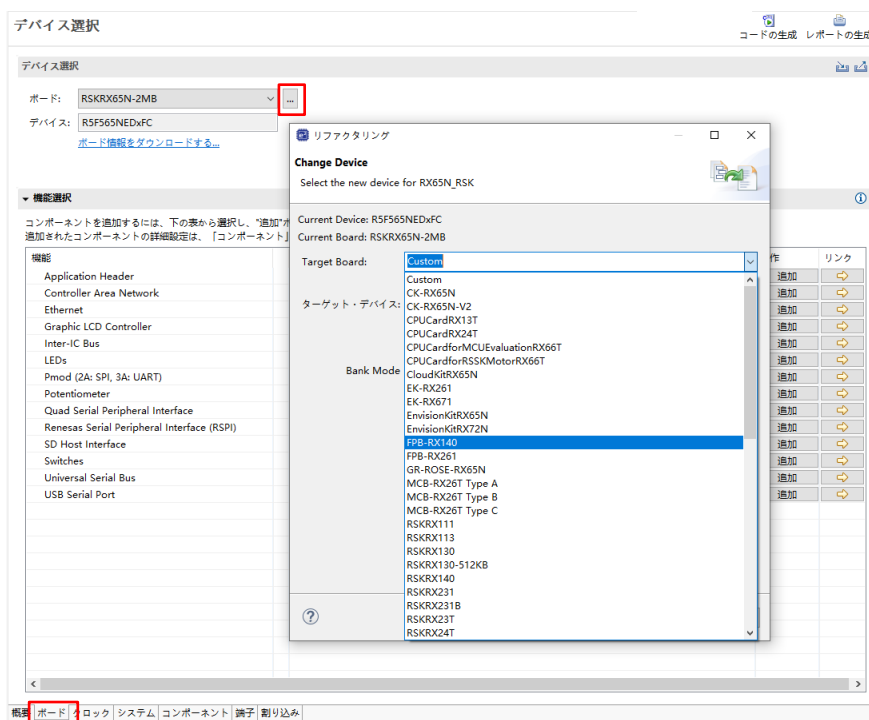 デバイス選択
コードの生成 レポートの生成
デバイス選択
ボード: RSKRX65N-2MB ...
デバイス: R5F565NEDxFC
ボード情報をダウンロードする...
機能選択
コンポーネントを追加するには、下の表から選択し、"追加"ボ
追加されたコンポーネントの詳細設定は、「コンポーネント」
機能
作
リンク
Application Header
Controller Area Network
Ethernet
Graphic LCD Controller
Inter-IC Bus
LEDs
Pmod (2A: SPI, 3A: UART)
Potentiometer
Quad Serial Peripheral Interface
Renesas Serial Peripheral Interface (RSPI)
SD Host Interface
Switches
Universal Serial Bus
USB Serial Port
追加
追加
追加
追加
追加
追加
追加
追加
追加
追加
追加
追加
追加
追加
リファクタリング
Change Device
Select the new device for RX65N_RSK
Current Device: R5F565NEDxFC
Current Board: RSKRX65N-2MB
Target Board: Custom
ターゲット・デバイス:
Bank Mode
Custom
CK-RX65N
CK-RX65N-V2
CPUCardRX13T
CPUCardRX24T
CPUCardforMCUEvaluationRX66T
CPUCardforRSSKMotorRX66T
CloudKitRX65N
EK-RX261
EK-RX671
EnvisionKitRX65N
EnvisionKitRX72N
FPB-RX140
FPB-RX261
GR-ROSE-RX65N
MCB-RX26T Type A
MCB-RX26T Type B
MCB-RX26T Type C
RSKRX111
RSKRX113
RSKRX130
RSKRX130-512KB
RSKRX140
RSKRX231
RSKRX231B
RSKRX23T
RSKRX24T
概要 ボード クロック システム コンポーネント 端子 割り込み